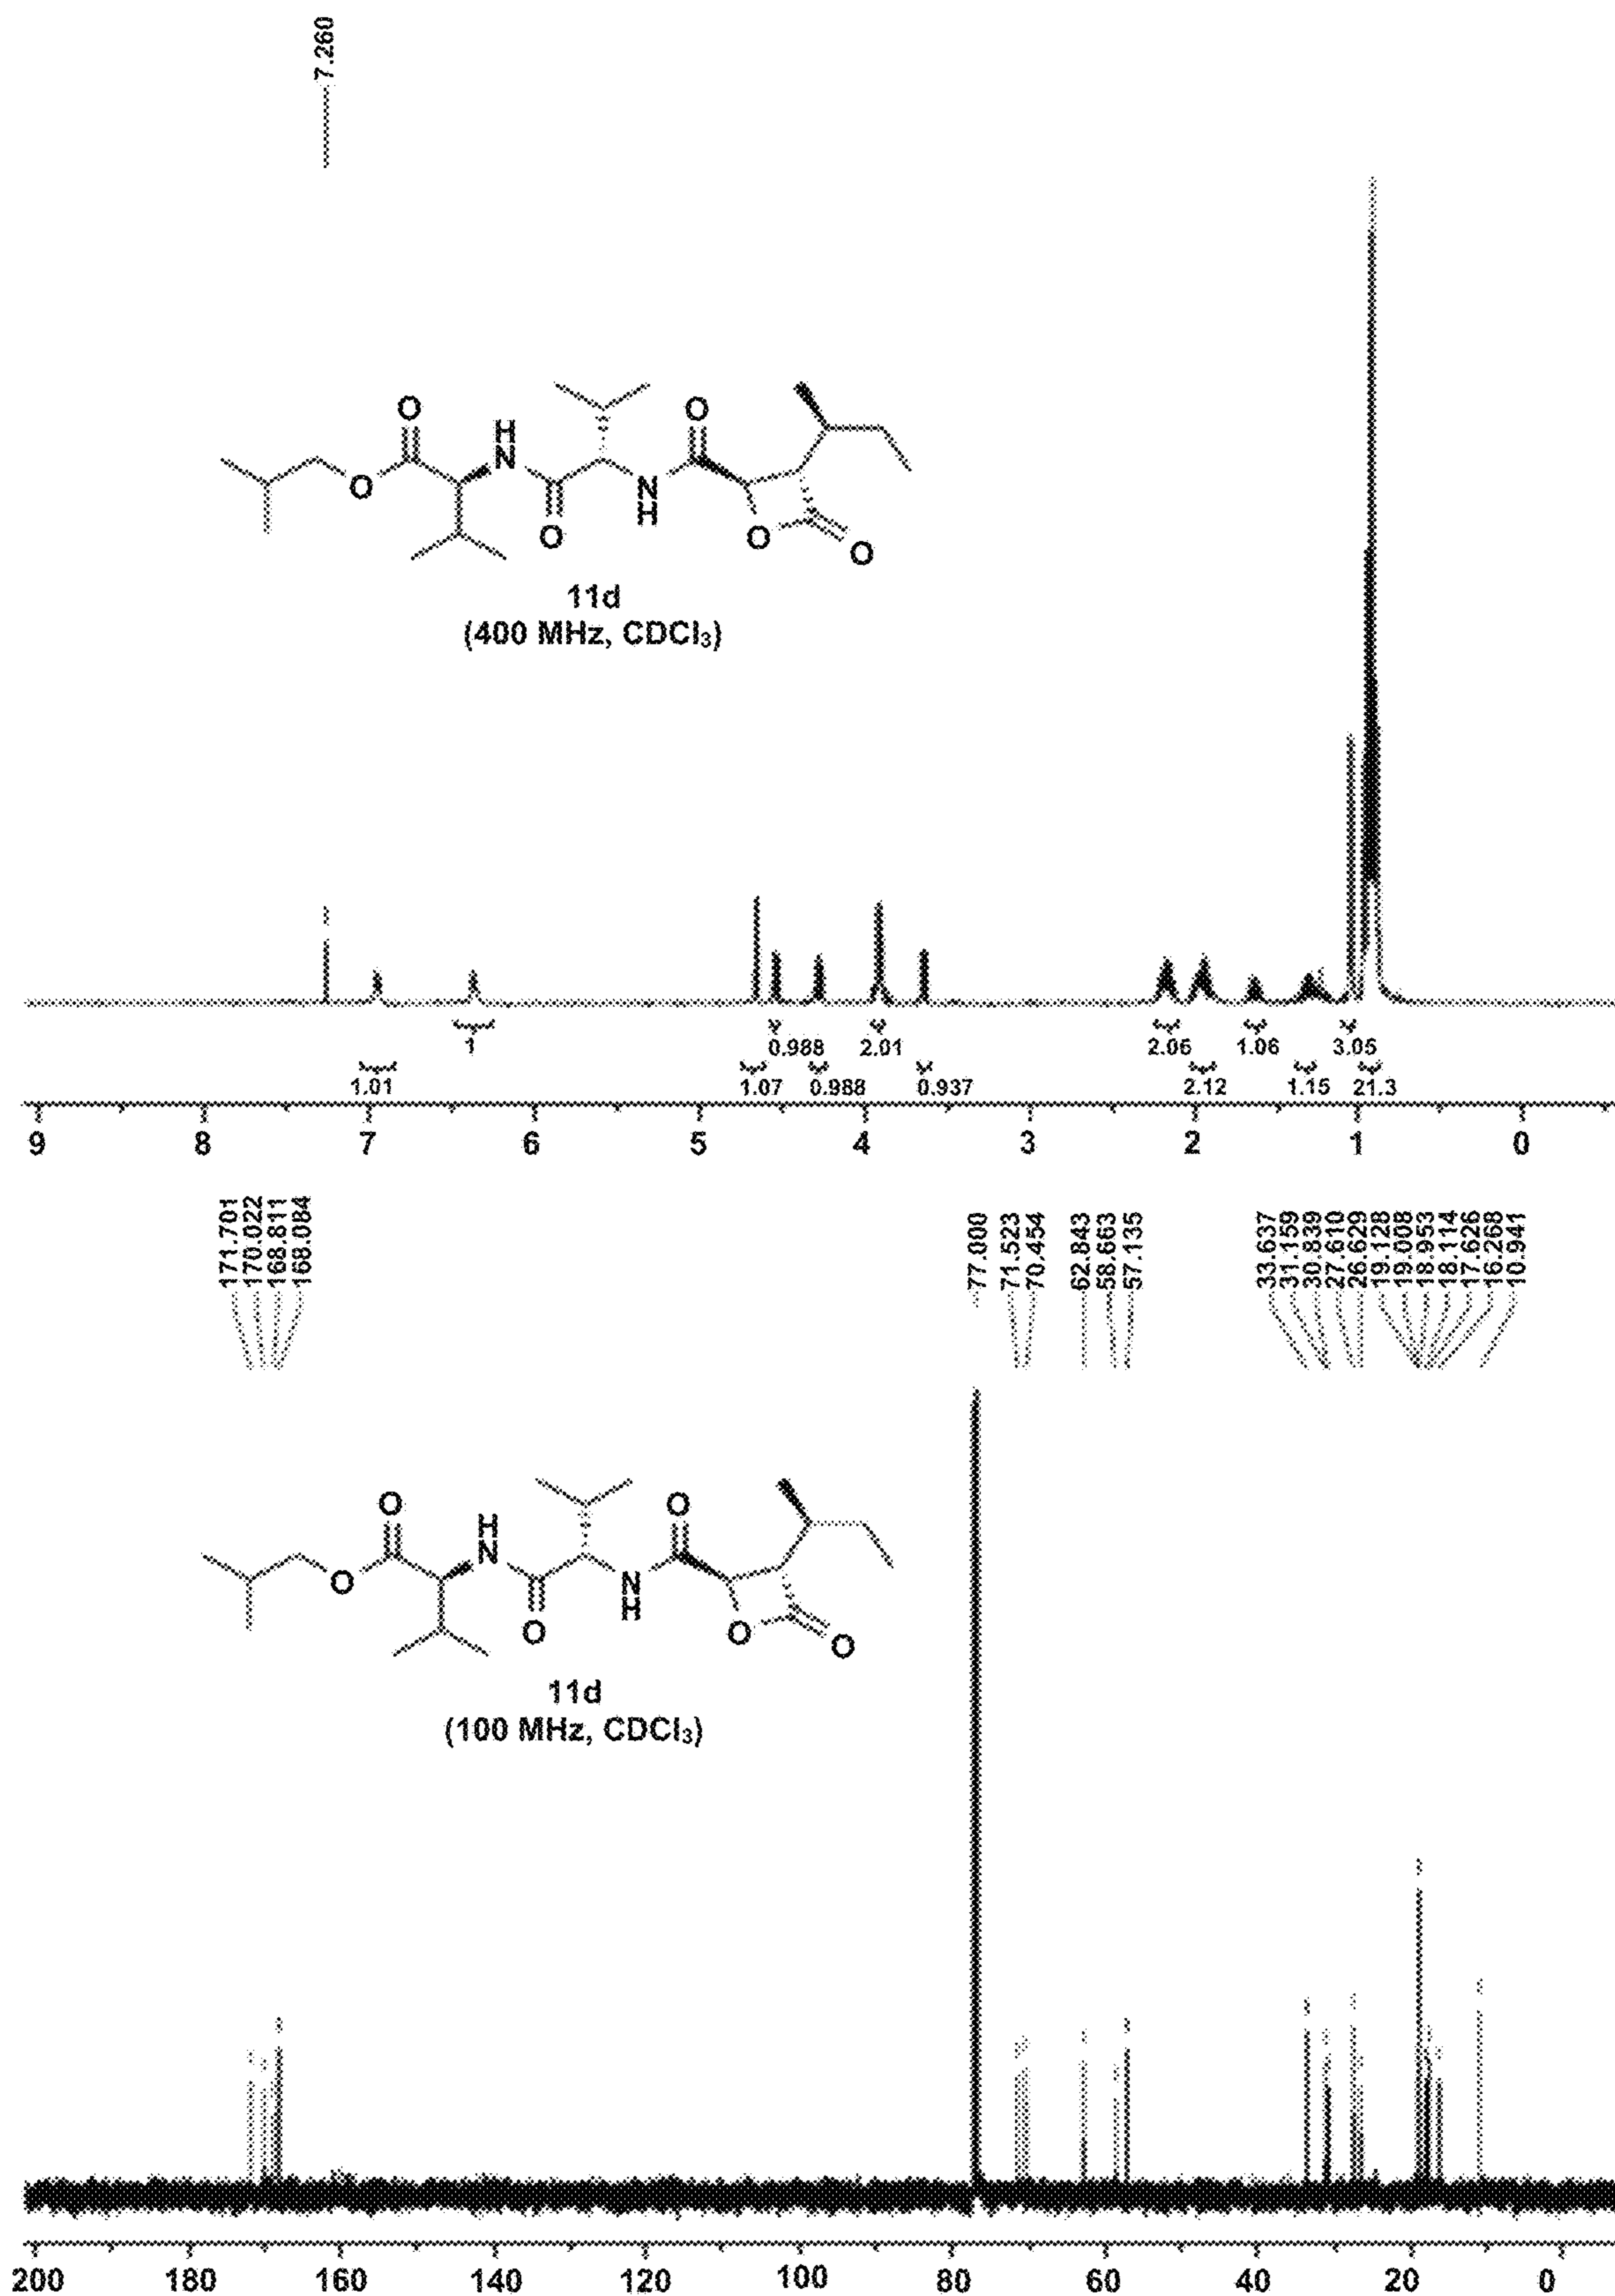 7.260
O
H
N
O
O
O
N
H
O
O
O
11d
(400 MHz, CDCl₃)
1
0.988
2.01
2.06
1.06
3.05
1.01
1.07
0.988
0.937
2.12
1.15
21.3
9 8 7 6 5 4 3 2 1 0
171.701
170.022
168.811
168.084
77.000
71.523
70.454
62.843
58.663
57.135
33.637
31.159
30.839
27.610
26.629
19.128
19.008
18.953
18.114
17.626
16.268
10.941
O
H
N
O
O
O
N
H
O
O
11d
(100 MHz, CDCl₃)
200 180 160 140 120 100 80 60 40 20 0